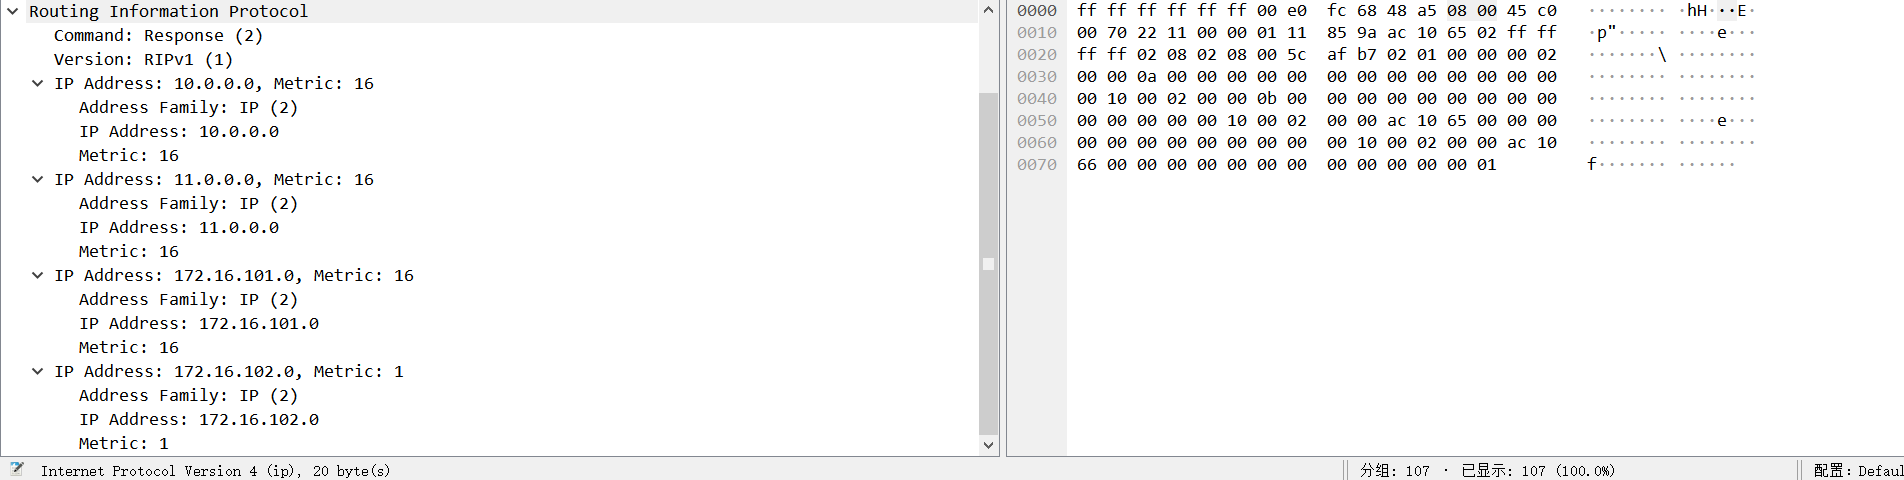 Routing Information Protocol
Command: Response (2)
Version: RIPv1 (1)
IP Address: 10.0.0.0, Metric: 16
Address Family: IP (2)
IP Address: 10.0.0.0
Metric: 16
IP Address: 11.0.0.0, Metric: 16
Address Family: IP (2)
IP Address: 11.0.0.0
Metric: 16
IP Address: 172.16.101.0, Metric: 16
Address Family: IP (2)
IP Address: 172.16.101.0
Metric: 16
IP Address: 172.16.102.0, Metric: 1
Address Family: IP (2)
IP Address: 172.16.102.0
Metric: 1
0000 ff ff ff ff ff ff 00 e0 fc 68 48 a5 08 00 45 c0 ········ ·hH···E·
0010 00 70 22 11 00 00 01 11 85 9a ac 10 65 02 ff ff ·p"····· ····e···
0020 ff ff 02 08 02 08 00 5c af b7 02 01 00 00 00 02 ·······\ ········
0030 00 00 0a 00 00 00 00 00 00 00 00 00 00 00 00 00 ········ ········
0040 00 10 00 02 00 00 0b 00 00 00 00 00 00 00 00 00 ········ ········
0050 00 00 00 00 00 10 00 02 00 00 ac 10 65 00 00 00 ········ ····e···
0060 00 00 00 00 00 00 00 00 00 10 00 02 00 00 ac 10 ········ ········
0070 66 00 00 00 00 00 00 00 00 00 00 00 00 01 f······· ······
Internet Protocol Version 4 (ip), 20 byte(s)
分组: 107 · 已显示: 107 (100.0%)
配置: Defaul